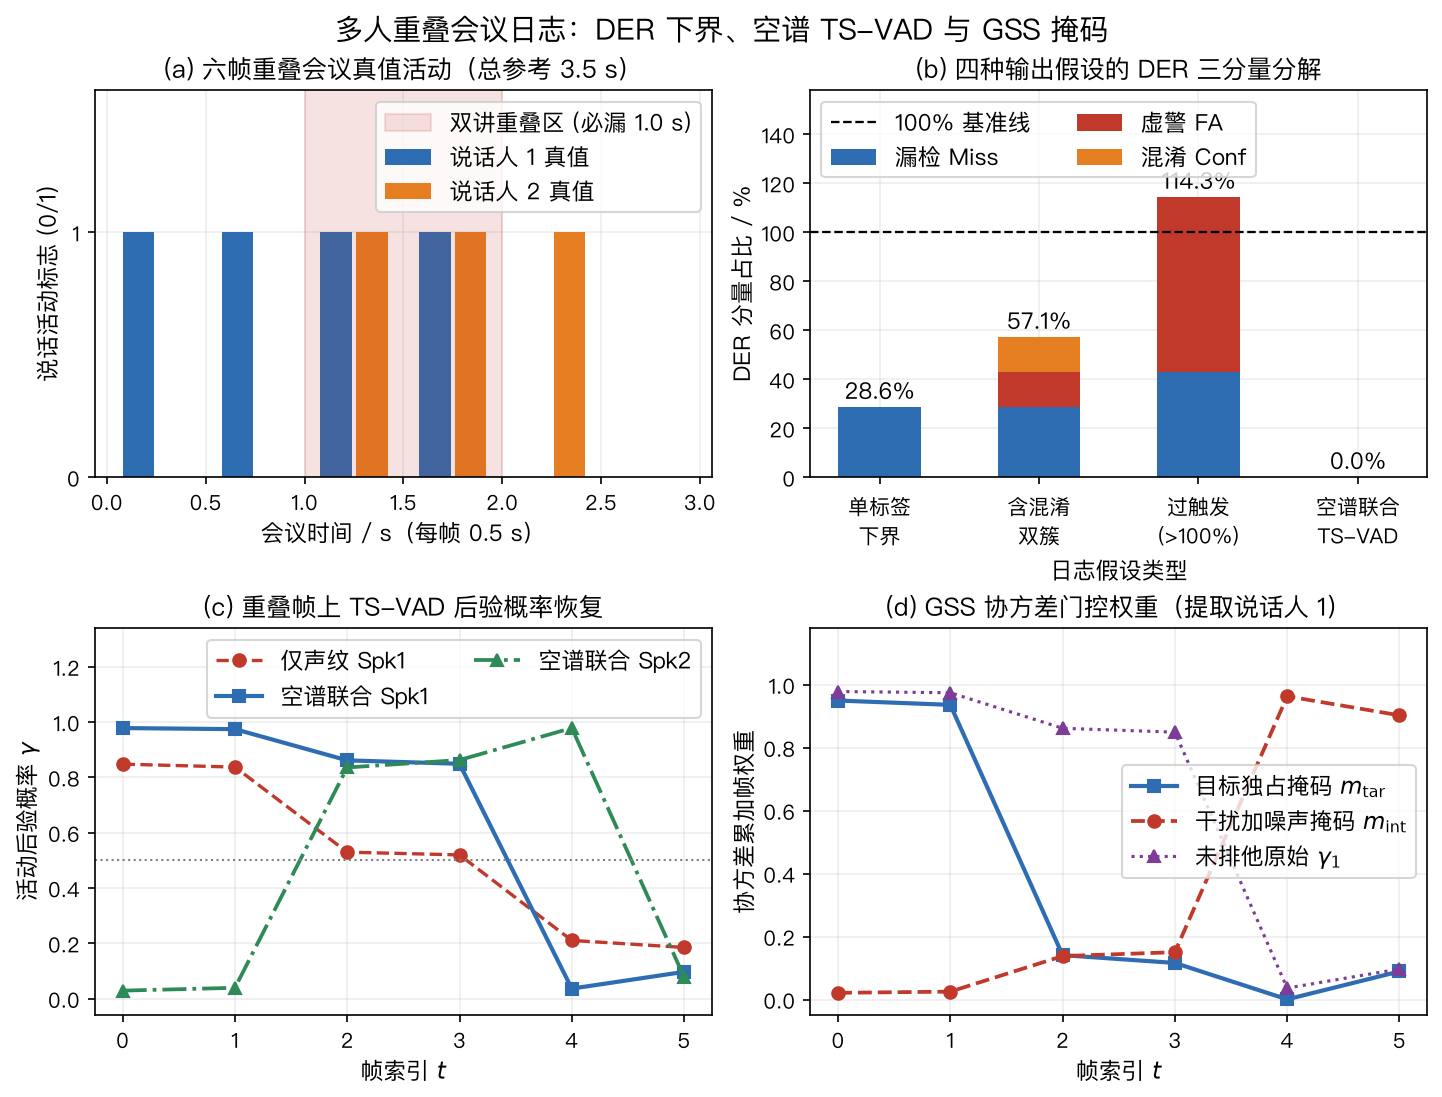 多人重叠会议日志：DER 下界、空谱 TS–VAD 与 GSS 掩码
(a) 六帧重叠会议真值活动（总参考 3.5 s）
双讲重叠区 (必漏 1.0 s)
说话人 1 真值
说话人 2 真值
说话活动标志 (0/1)
1
0
0.0 0.5 1.0 1.5 2.0 2.5 3.0
会议时间 / s（每帧 0.5 s）
(b) 四种输出假设的 DER 三分量分解
100% 基准线
漏检 Miss
虚警 FA
混淆 Conf
DER 分量占比 / %
140
120
100
80
60
40
20
0
28.6%
57.1%
114.3%
0.0%
单标签
下界
含混淆
双簇
过触发
(>100%)
空谱联合
TS–VAD
日志假设类型
(c) 重叠帧上 TS–VAD 后验概率恢复
仅声纹 Spk1
空谱联合 Spk1
空谱联合 Spk2
活动后验概率 γ
1.2
1.0
0.8
0.6
0.4
0.2
0.0
0 1 2 3 4 5
帧索引 t
(d) GSS 协方差门控权重（提取说话人 1）
目标独占掩码 m_tar
干扰加噪声掩码 m_int
未排他原始 γ_1
协方差累加帧权重
1.0
0.8
0.6
0.4
0.2
0.0
0 1 2 3 4 5
帧索引 t